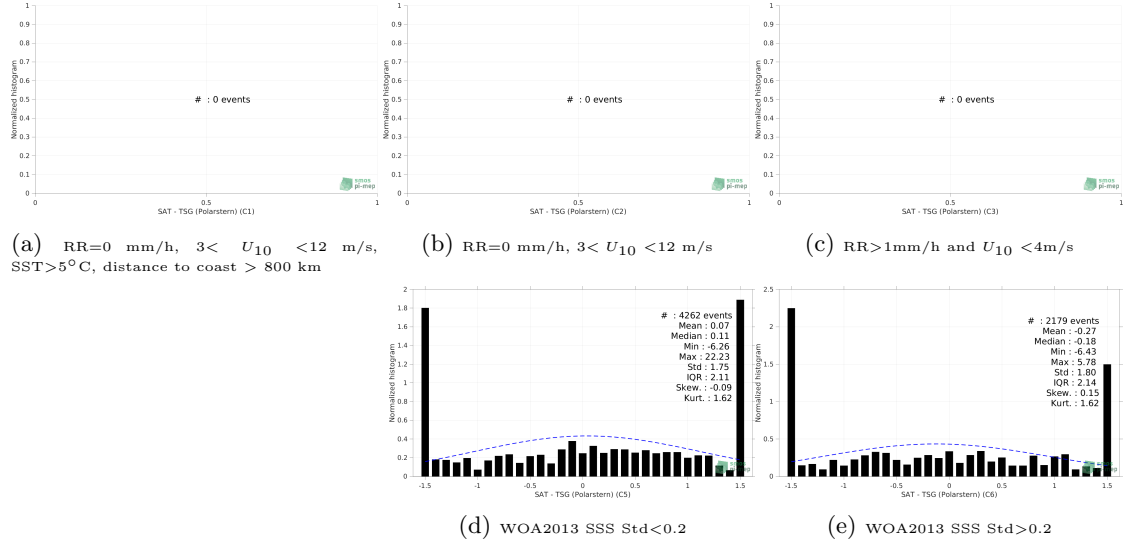 1
0.9
0.8
0.7
0.6
0.5
0.4
0.3
0.2
0.1
0
Normalized histogram
# : 0 events
smos
pi-mep
0 0.5 1
SAT - TSG (Polarstern) (C1)
(a) RR=0 mm/h, 3< U10 <12 m/s,
SST>5°C, distance to coast > 800 km
1
0.9
0.8
0.7
0.6
0.5
0.4
0.3
0.2
0.1
0
Normalized histogram
# : 0 events
smos
pi-mep
0 0.5 1
SAT - TSG (Polarstern) (C2)
(b) RR=0 mm/h, 3< U10 <12 m/s
1
0.9
0.8
0.7
0.6
0.5
0.4
0.3
0.2
0.1
0
Normalized histogram
# : 0 events
smos
pi-mep
0 0.5 1
SAT - TSG (Polarstern) (C3)
(c) RR>1mm/h and U10 <4m/s
2
1.8
1.6
1.4
1.2
1
0.8
0.6
0.4
0.2
0
Normalized histogram
# : 4262 events
Mean : 0.07
Median : 0.11
Min : -6.26
Max : 22.23
Std : 1.75
IQR : 2.11
Skew. : -0.09
Kurt. : 1.62
smos
pi-mep
-1.5 -1 -0.5 0 0.5 1 1.5
SAT - TSG (Polarstern) (C5)
(d) WOA2013 SSS Std<0.2
2.5
2
1.5
1
0.5
0
Normalized histogram
# : 2179 events
Mean : -0.27
Median : -0.18
Min : -6.43
Max : 5.78
Std : 1.80
IQR : 2.14
Skew. : 0.15
Kurt. : 1.62
smos
pi-mep
-1.5 -1 -0.5 0 0.5 1 1.5
SAT - TSG (Polarstern) (C6)
(e) WOA2013 SSS Std>0.2